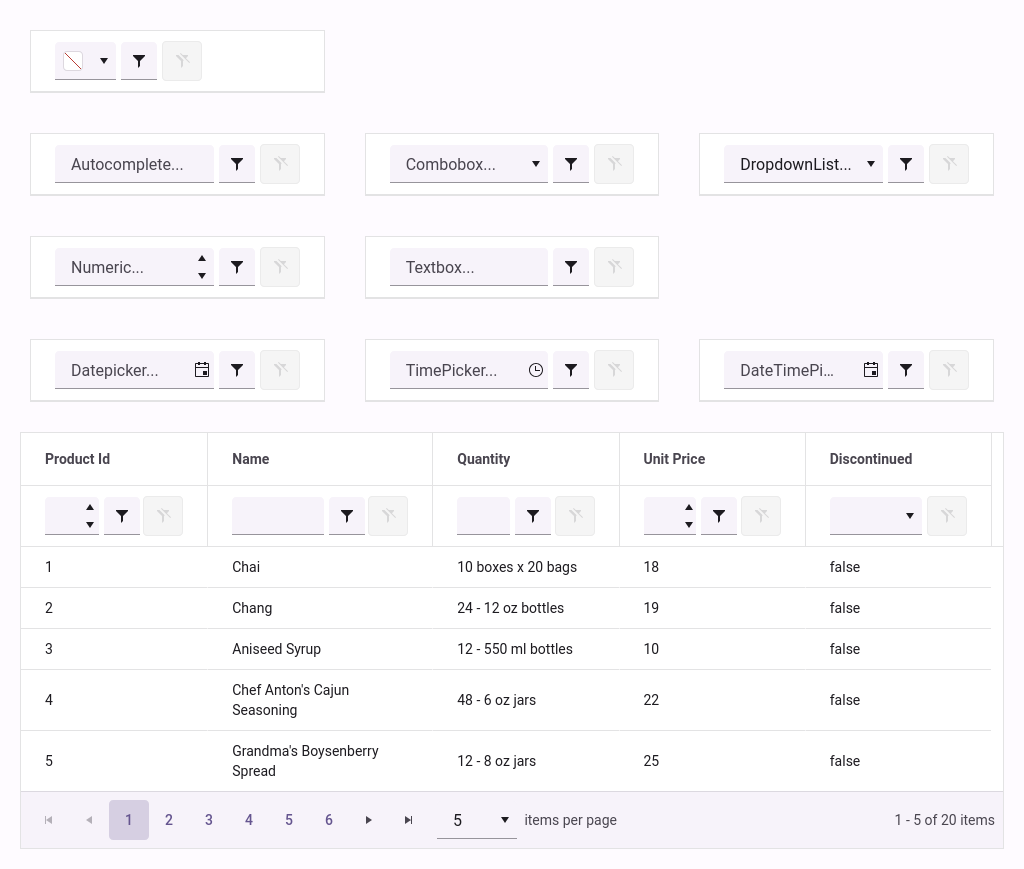 Autocomplete... Combobox... DropdownList...
Numeric... Textbox...
Datepicker... TimePicker... DateTimePi...
Product Id Name Quantity Unit Price Discontinued
1 Chai 10 boxes x 20 bags 18 false
2 Chang 24 - 12 oz bottles 19 false
3 Aniseed Syrup 12 - 550 ml bottles 10 false
4 Chef Anton's Cajun Seasoning 48 - 6 oz jars 22 false
5 Grandma's Boysenberry Spread 12 - 8 oz jars 25 false
1 2 3 4 5 6 5 items per page 1 - 5 of 20 items